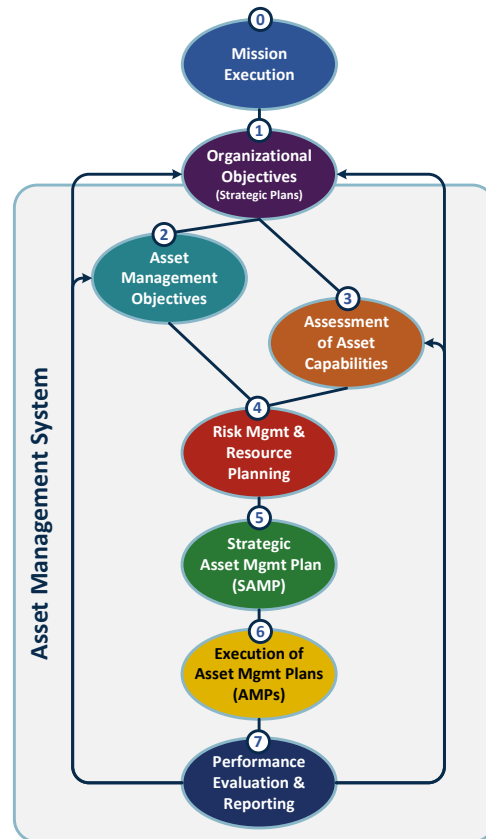 0
Mission
Execution
1
Organizational
Objectives
(Strategic Plans)
2
Asset
Management
Objectives
3
Assessment
of Asset
Capabilities
4
Risk Mgmt &
Resource
Planning
5
Strategic
Asset Mgmt Plan
(SAMP)
6
Execution of
Asset Mgmt Plans
(AMPs)
7
Performance
Evaluation &
Reporting
Asset Management System